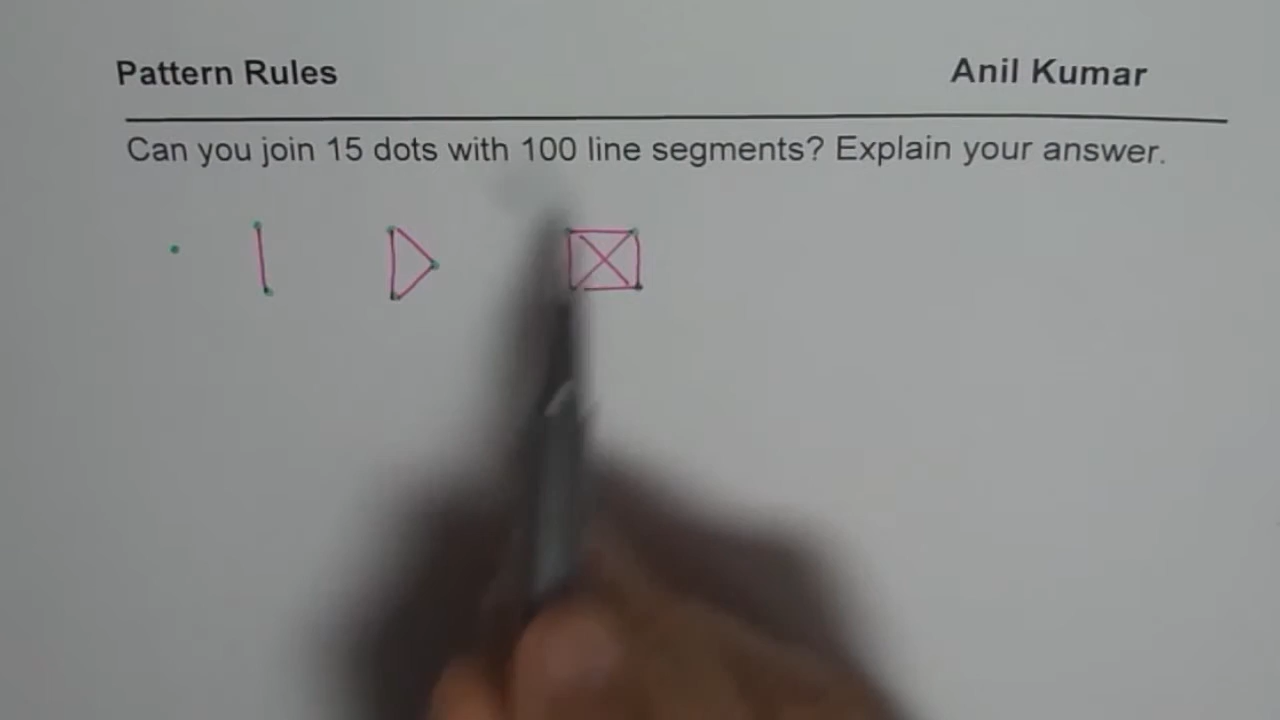 Pattern Rules Anil Kumar
Can you join 15 dots with 100 line segments? Explain your answer.